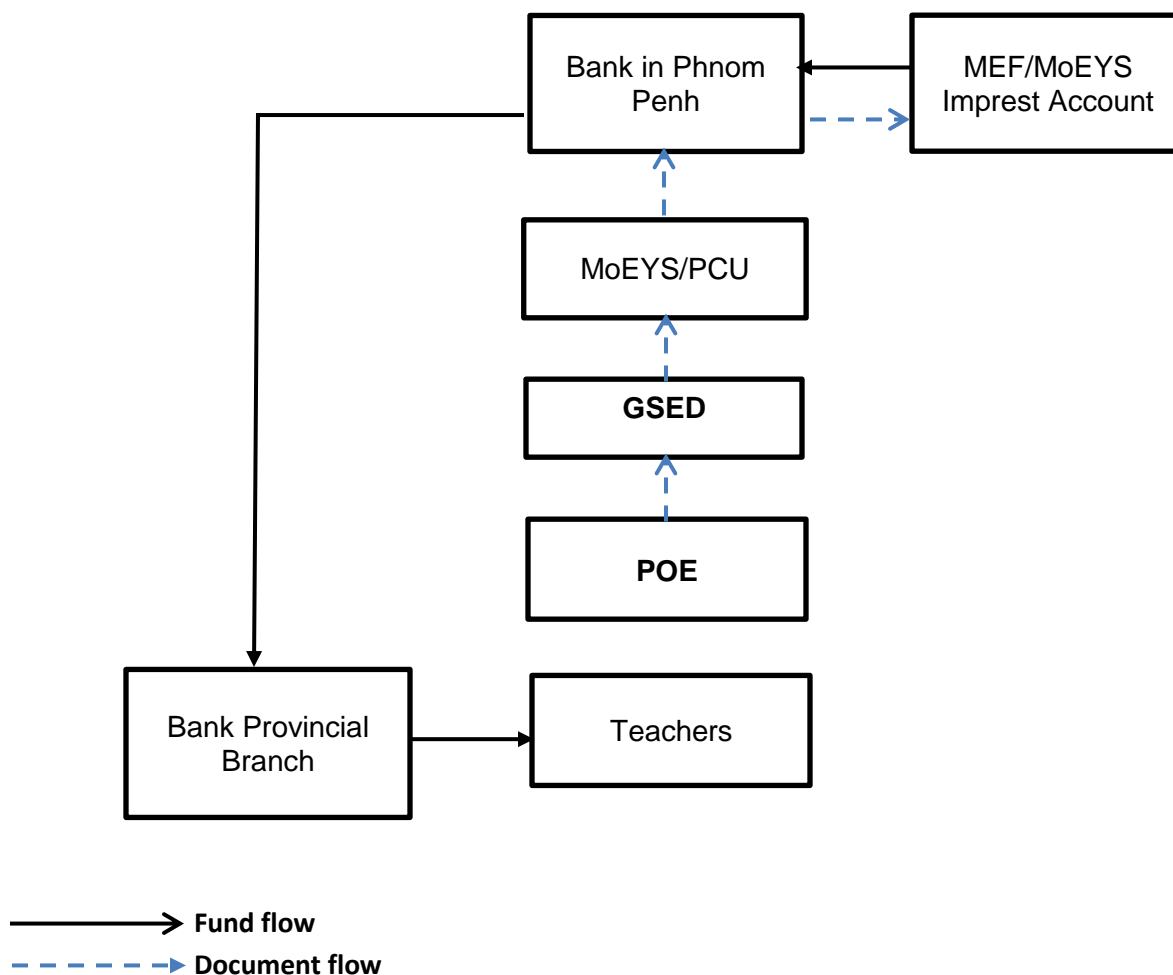 Bank in Phnom
Penh
MEF/MoEYS
Imprest Account
MoEYS/PCU
GSED
POE
Bank Provincial
Branch
Teachers
Fund flow
Document flow